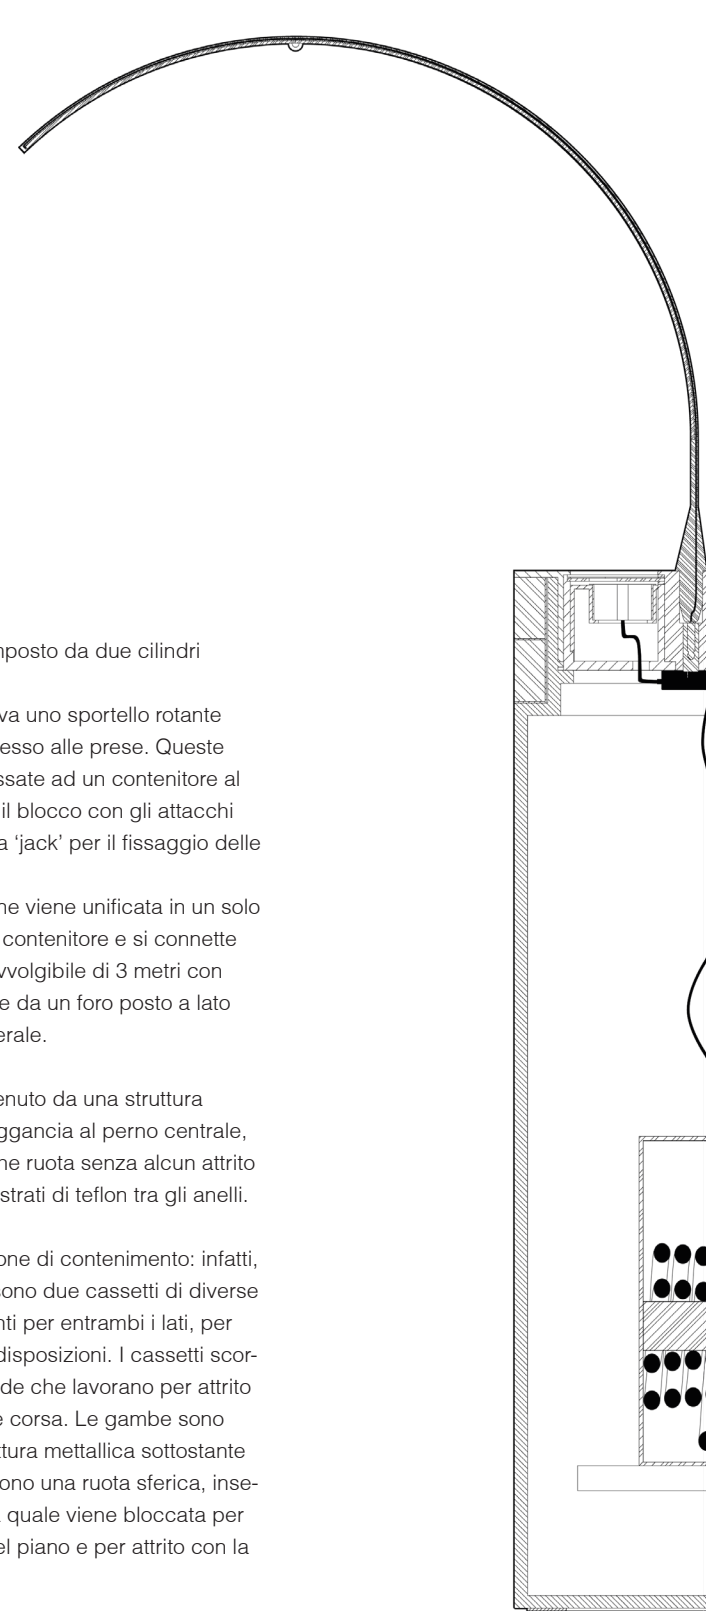 mposto da due cilindri
va uno sportello rotante
esso alle prese. Queste
ssate ad un contenitore al
il blocco con gli attacchi
a ‘jack’ per il fissaggio delle
ne viene unificata in un solo
contenitore e si connette
vvolgibile di 3 metri con
e da un foro posto a lato
erale.
enuto da una struttura
ggancia al perno centrale,
ne ruota senza alcun attrito
strati di teflon tra gli anelli.
one di contenimento: infatti,
sono due cassetti di diverse
nti per entrambi i lati, per
disposizioni. I cassetti scor-
de che lavorano per attrito
e corsa. Le gambe sono
ttura mettallica sottostante
ono una ruota sferica, inse-
a quale viene bloccata per
el piano e per attrito con la